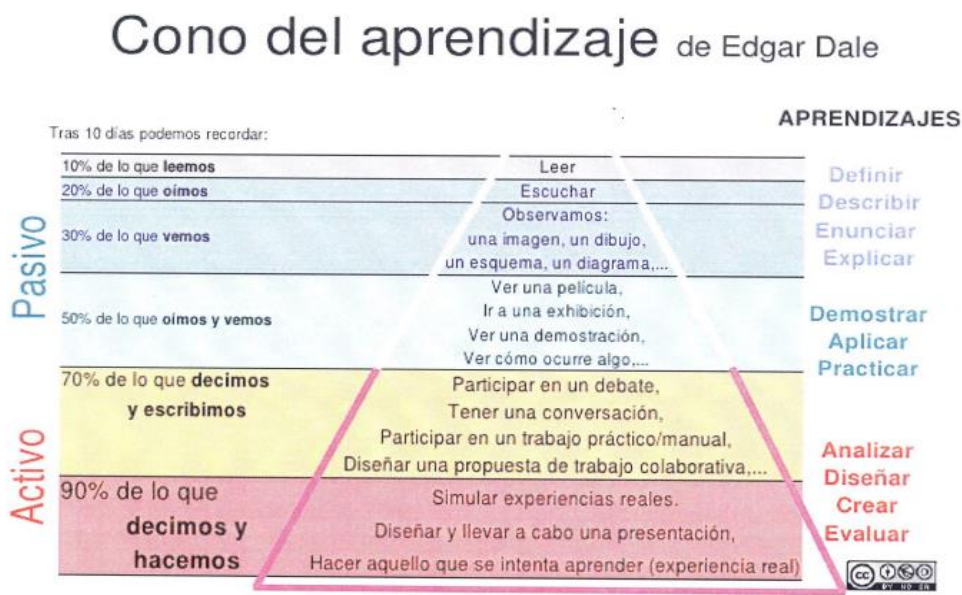 Cono del aprendizaje de Edgar Dale
APRENDIZAJES
Tras 10 días podemos recordar:
Pasivo
10% de lo que leemos
Leer
20% de lo que oímos
Escuchar
30% de lo que vemos
Observamos:
una imagen, un dibujo,
un esquema, un diagrama,...
Definir
Describir
Enunciar
Explicar
50% de lo que oímos y vemos
Ver una película,
Ir a una exhibición,
Ver una demostración,
Ver cómo ocurre algo,...
Demostrar
Aplicar
Practicar
Activo
70% de lo que decimos
y escribimos
Participar en un debate,
Tener una conversación,
Participar en un trabajo práctico/manual,
Diseñar una propuesta de trabajo colaborativa,...
90% de lo que
decimos y
hacemos
Simular experiencias reales.
Diseñar y llevar a cabo una presentación,
Hacer aquello que se intenta aprender (experiencia real)
Analizar
Diseñar
Crear
Evaluar
cc
BY NO SA